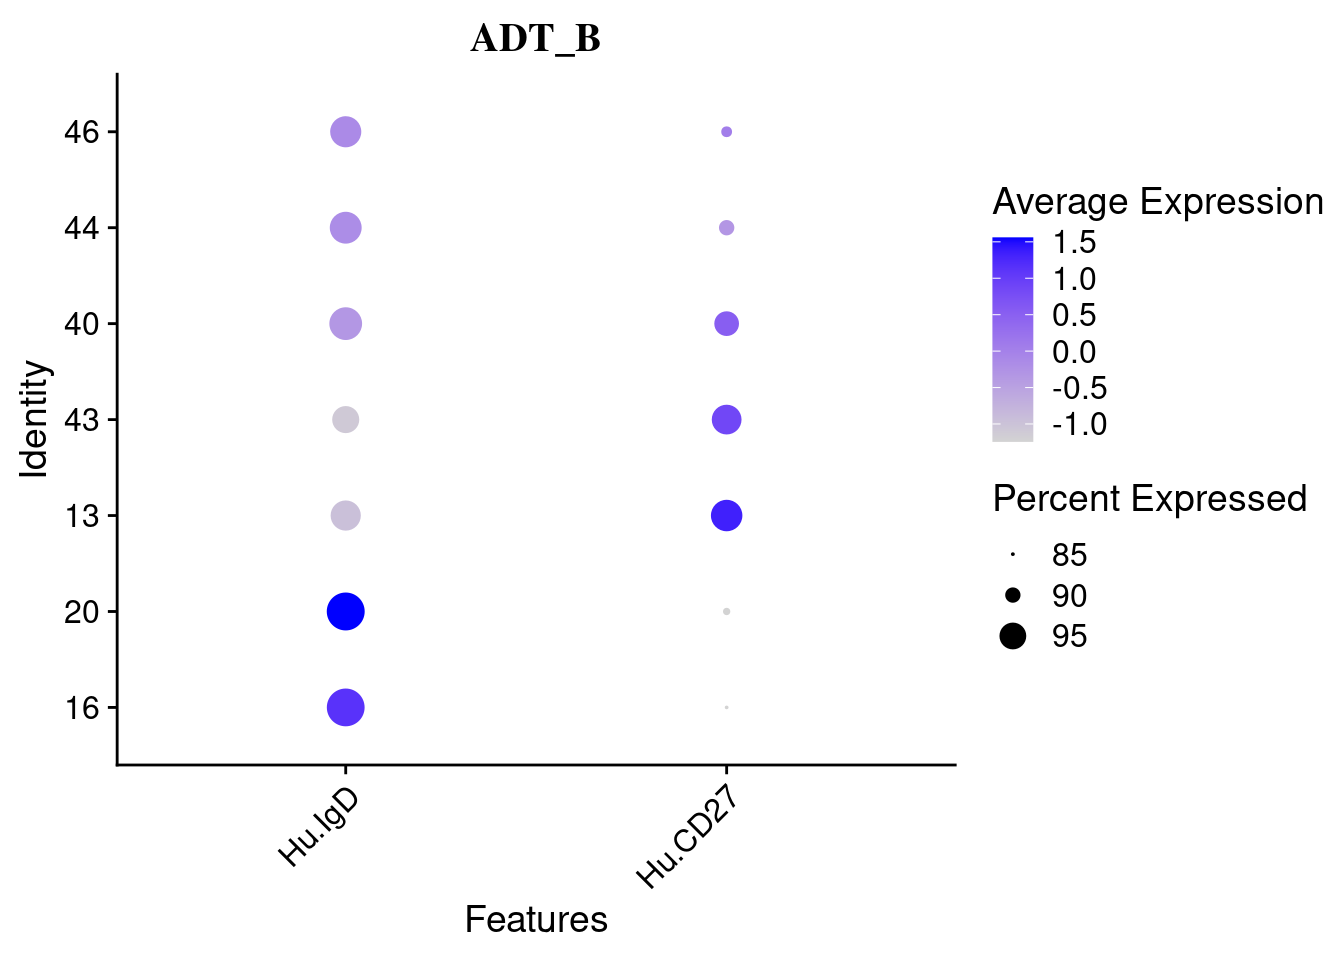 ADT_B
46
44
40
43
13
20
16
Identity
Hu.IgD
Hu.CD27
Features
Average Expression
1.5
1.0
0.5
0.0
-0.5
-1.0
Percent Expressed
85
90
95